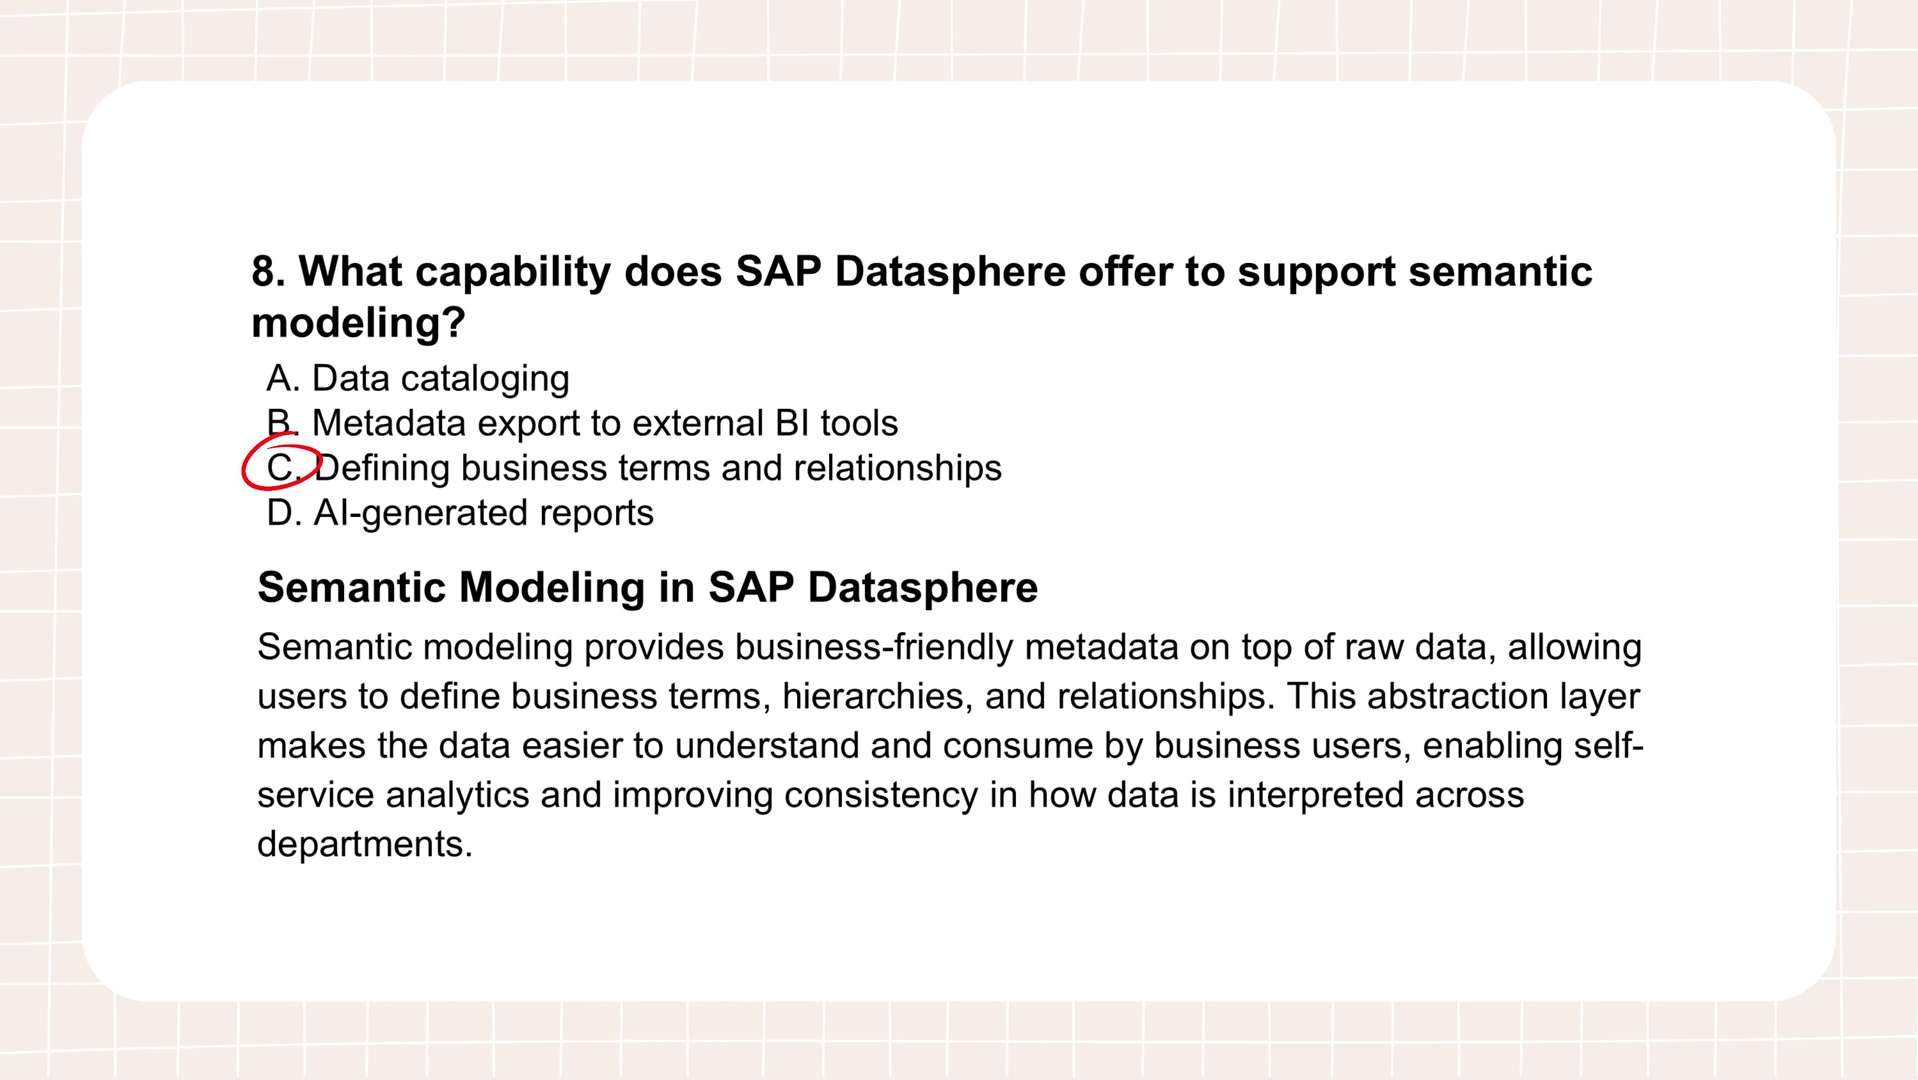 8. What capability does SAP Datasphere offer to support semantic
modeling?
A. Data cataloging
B. Metadata export to external BI tools
C. Defining business terms and relationships
D. AI-generated reports
Semantic Modeling in SAP Datasphere
Semantic modeling provides business-friendly metadata on top of raw data, allowing
users to define business terms, hierarchies, and relationships. This abstraction layer
makes the data easier to understand and consume by business users, enabling self-
service analytics and improving consistency in how data is interpreted across
departments.